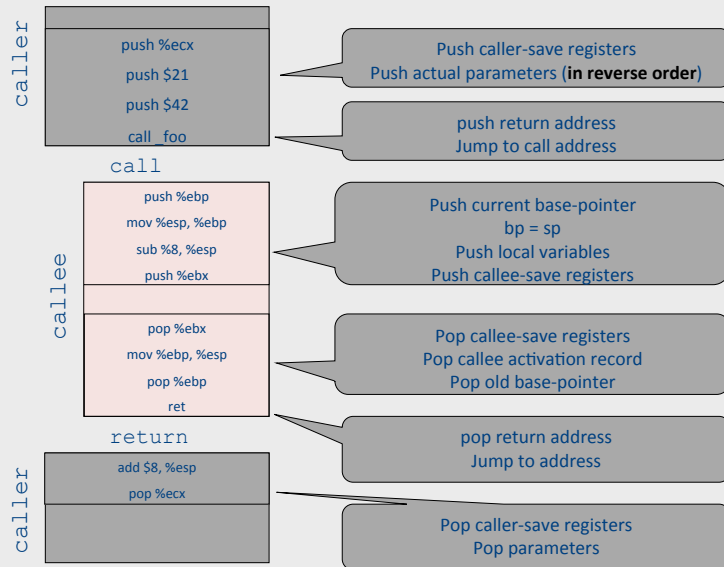 caller
push %ecx
push $21
push $42
call _foo
Push caller-save registers
Push actual parameters (in reverse order)
push return address
Jump to call address
call
callee
push %ebp
mov %esp, %ebp
sub %8, %esp
push %ebx
Push current base-pointer
bp = sp
Push local variables
Push callee-save registers
pop %ebx
mov %ebp, %esp
pop %ebp
ret
Pop callee-save registers
Pop callee activation record
Pop old base-pointer
return
pop return address
Jump to address
caller
add $8, %esp
pop %ecx
Pop caller-save registers
Pop parameters